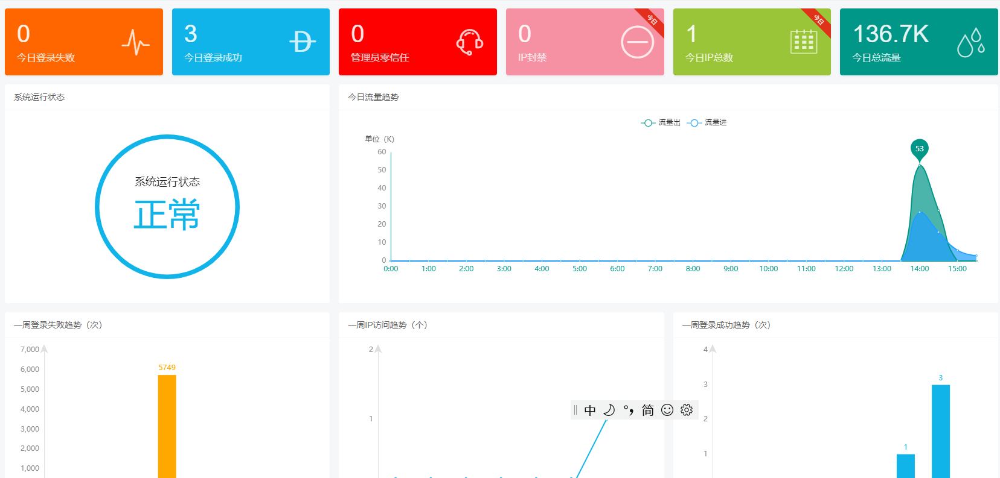 0
今日登录失败
3
今日登录成功
0
管理员零信任
0
IP封禁
今日
1
今日IP总数
今日
136.7K
今日总流量
系统运行状态
系统运行状态
正常
今日流量趋势
流量出 流量进
单位（K）
53
60
50
40
30
20
10
0
0:00 1:00 2:00 3:00 4:00 5:00 6:00 7:00 8:00 9:00 10:00 11:00 12:00 13:00 14:00 15:00
一周登录失败趋势（次）
7,000
5749
6,000
5,000
4,000
3,000
2,000
1,000
一周IP访问趋势（个）
2
1
中 简
一周登录成功趋势（次）
4
3
3
2
1
1